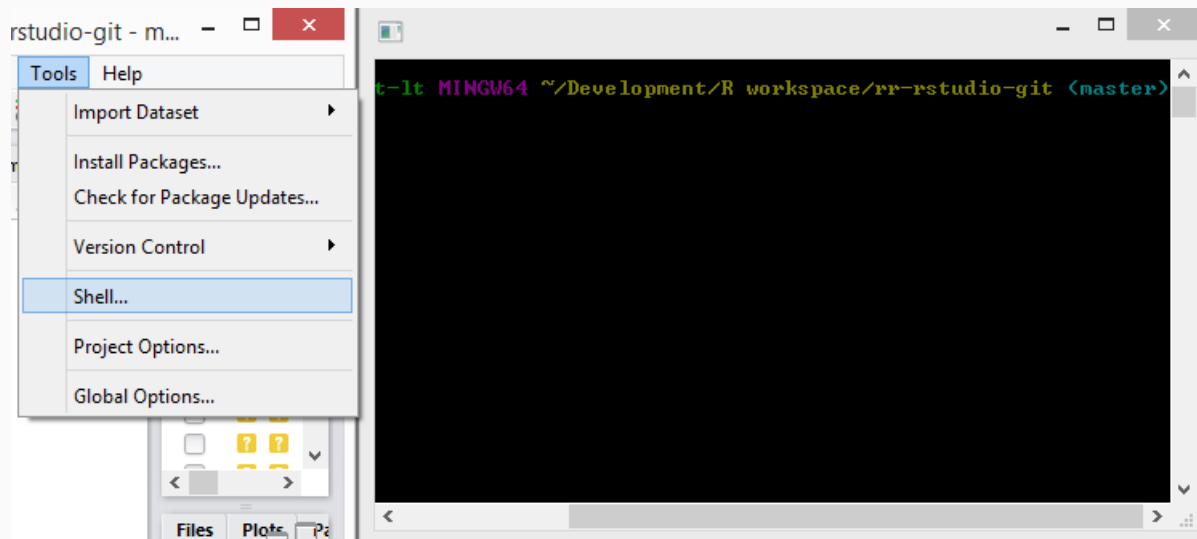 rstudio-git - m...
Tools Help
Import Dataset
Install Packages...
Check for Package Updates...
Version Control
Shell...
Project Options...
Global Options...
? ?
Files Plots Pa
t-lt MINGW64 ~/Development/R workspace/rr-rstudio-git (master)